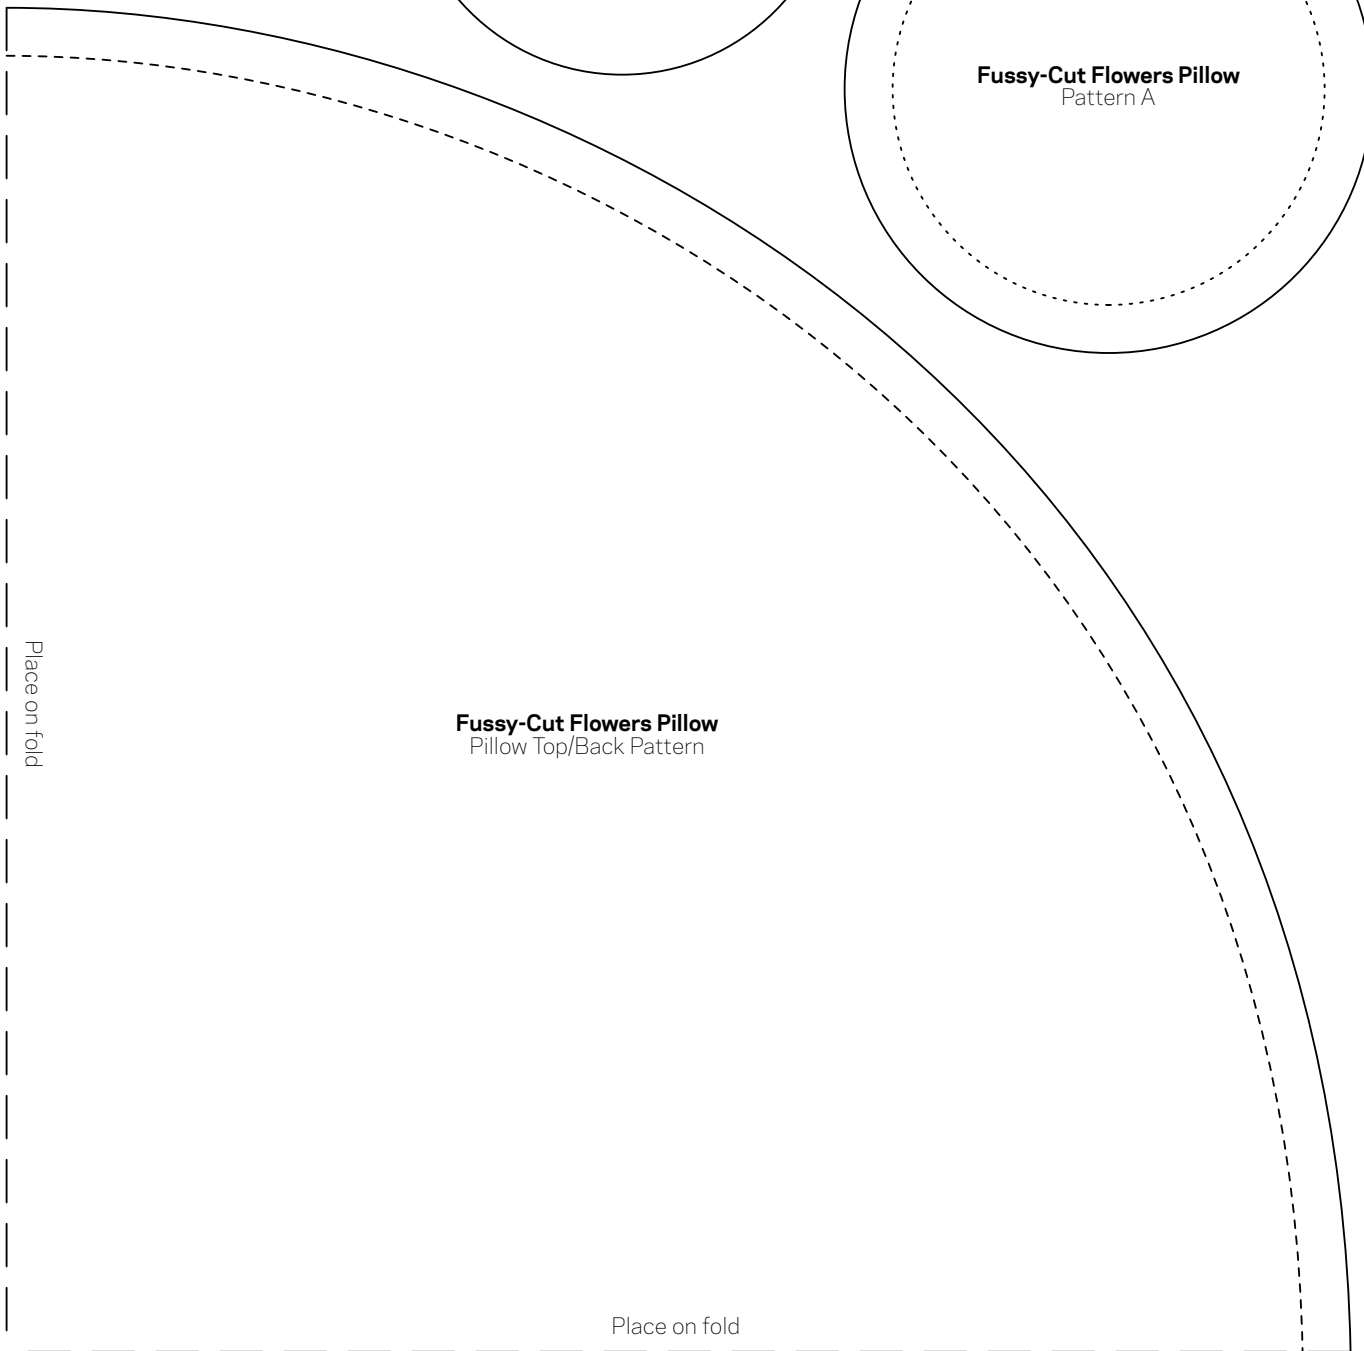 Fussy-Cut Flowers Pillow
Pattern A
Place on fold
Fussy-Cut Flowers Pillow
Pillow Top/Back Pattern
Place on fold